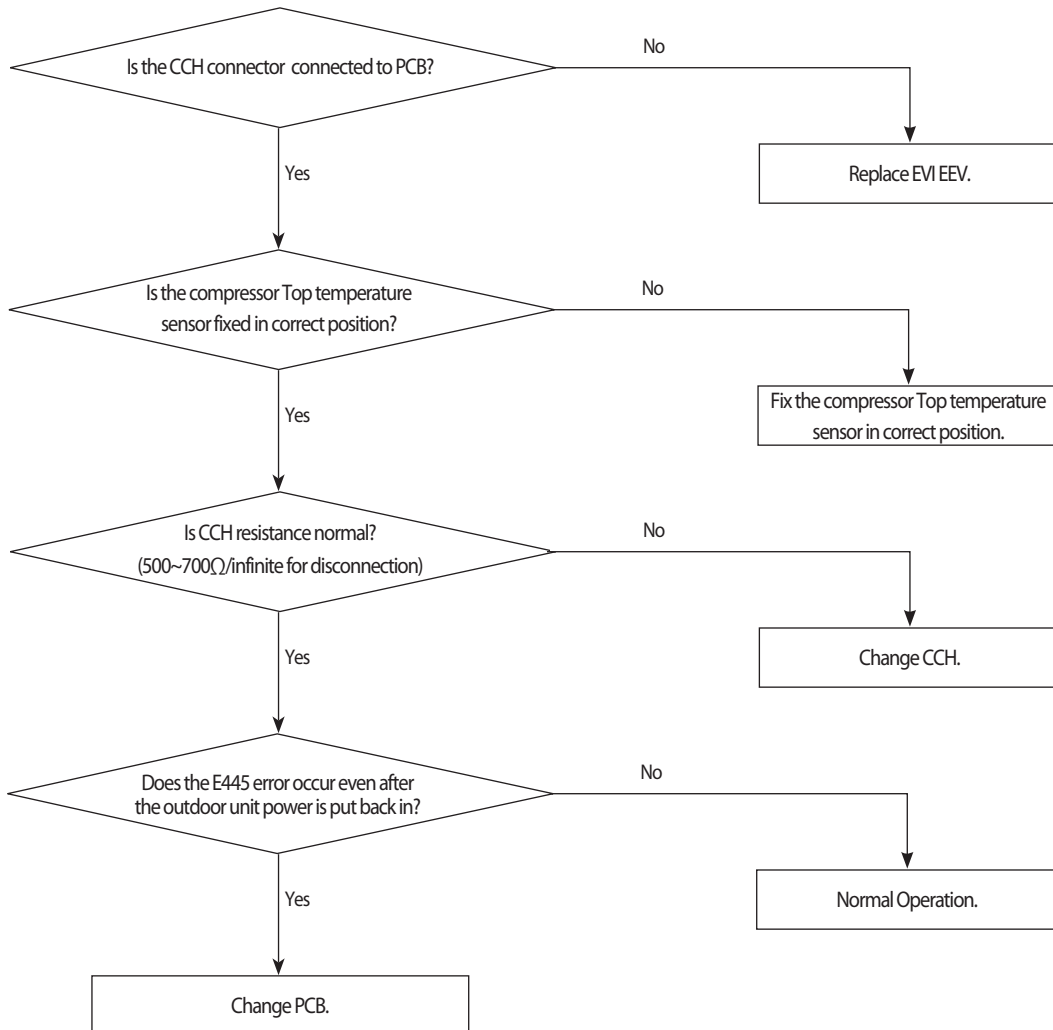 Is the CCH connector connected to PCB?
No
Replace EVI EEV.
Yes
Is the compressor Top temperature
sensor fixed in correct position?
No
Fix the compressor Top temperature
sensor in correct position.
Yes
Is CCH resistance normal?
(500~700Ω/infinite for disconnection)
No
Change CCH.
Yes
Does the E445 error occur even after
the outdoor unit power is put back in?
No
Normal Operation.
Yes
Change PCB.